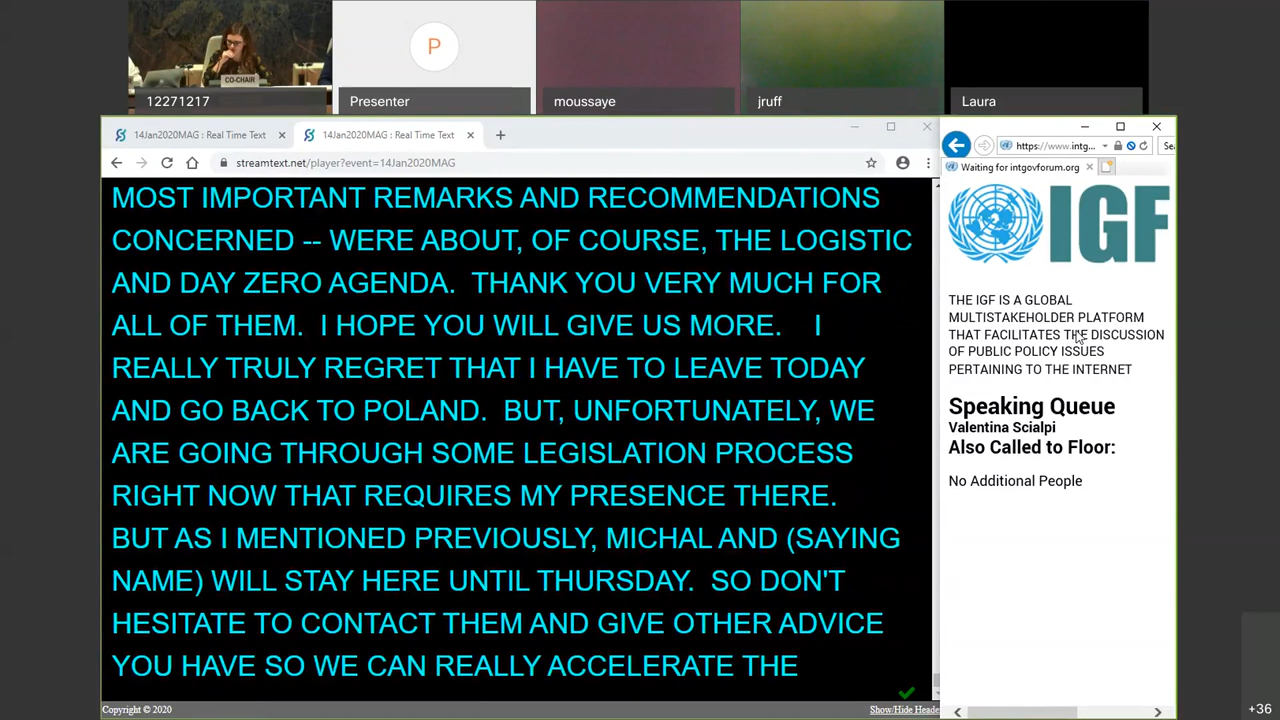 CO-CHAIR
P
12271217
Presenter
moussaye
jruff
Laura
14Jan2020MAG : Real Time Text
14Jan2020MAG : Real Time Text
streamtext.net/player?event=14Jan2020MAG
MOST IMPORTANT REMARKS AND RECOMMENDATIONS
CONCERNED -- WERE ABOUT, OF COURSE, THE LOGISTIC
AND DAY ZERO AGENDA.  THANK YOU VERY MUCH FOR
ALL OF THEM.  I HOPE YOU WILL GIVE US MORE.    I
REALLY TRULY REGRET THAT I HAVE TO LEAVE TODAY
AND GO BACK TO POLAND.  BUT, UNFORTUNATELY, WE
ARE GOING THROUGH SOME LEGISLATION PROCESS
RIGHT NOW THAT REQUIRES MY PRESENCE THERE.
BUT AS I MENTIONED PREVIOUSLY, MICHAL AND (SAYING
NAME) WILL STAY HERE UNTIL THURSDAY.  SO DON'T
HESITATE TO CONTACT THEM AND GIVE OTHER ADVICE
YOU HAVE SO WE CAN REALLY ACCELERATE THE
Copyright © 2020
Show/Hide Heade
https://www.intg...
Sea
Waiting for intgovforum.org
IGF
THE IGF IS A GLOBAL
MULTISTAKEHOLDER PLATFORM
THAT FACILITATES THE DISCUSSION
OF PUBLIC POLICY ISSUES
PERTAINING TO THE INTERNET
Speaking Queue
Valentina Scialpi
Also Called to Floor:
No Additional People
+36